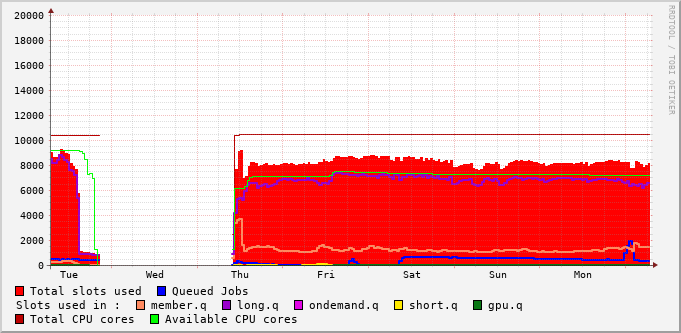 20000
18000
16000
14000
12000
10000
8000
6000
4000
2000
0
Tue Wed Thu Fri Sat Sun Mon
Total slots used Queued Jobs
Slots used in : member.q long.q ondemand.q short.q gpu.q
Total CPU cores Available CPU cores
RRDTOOL / TOBI OETIKER